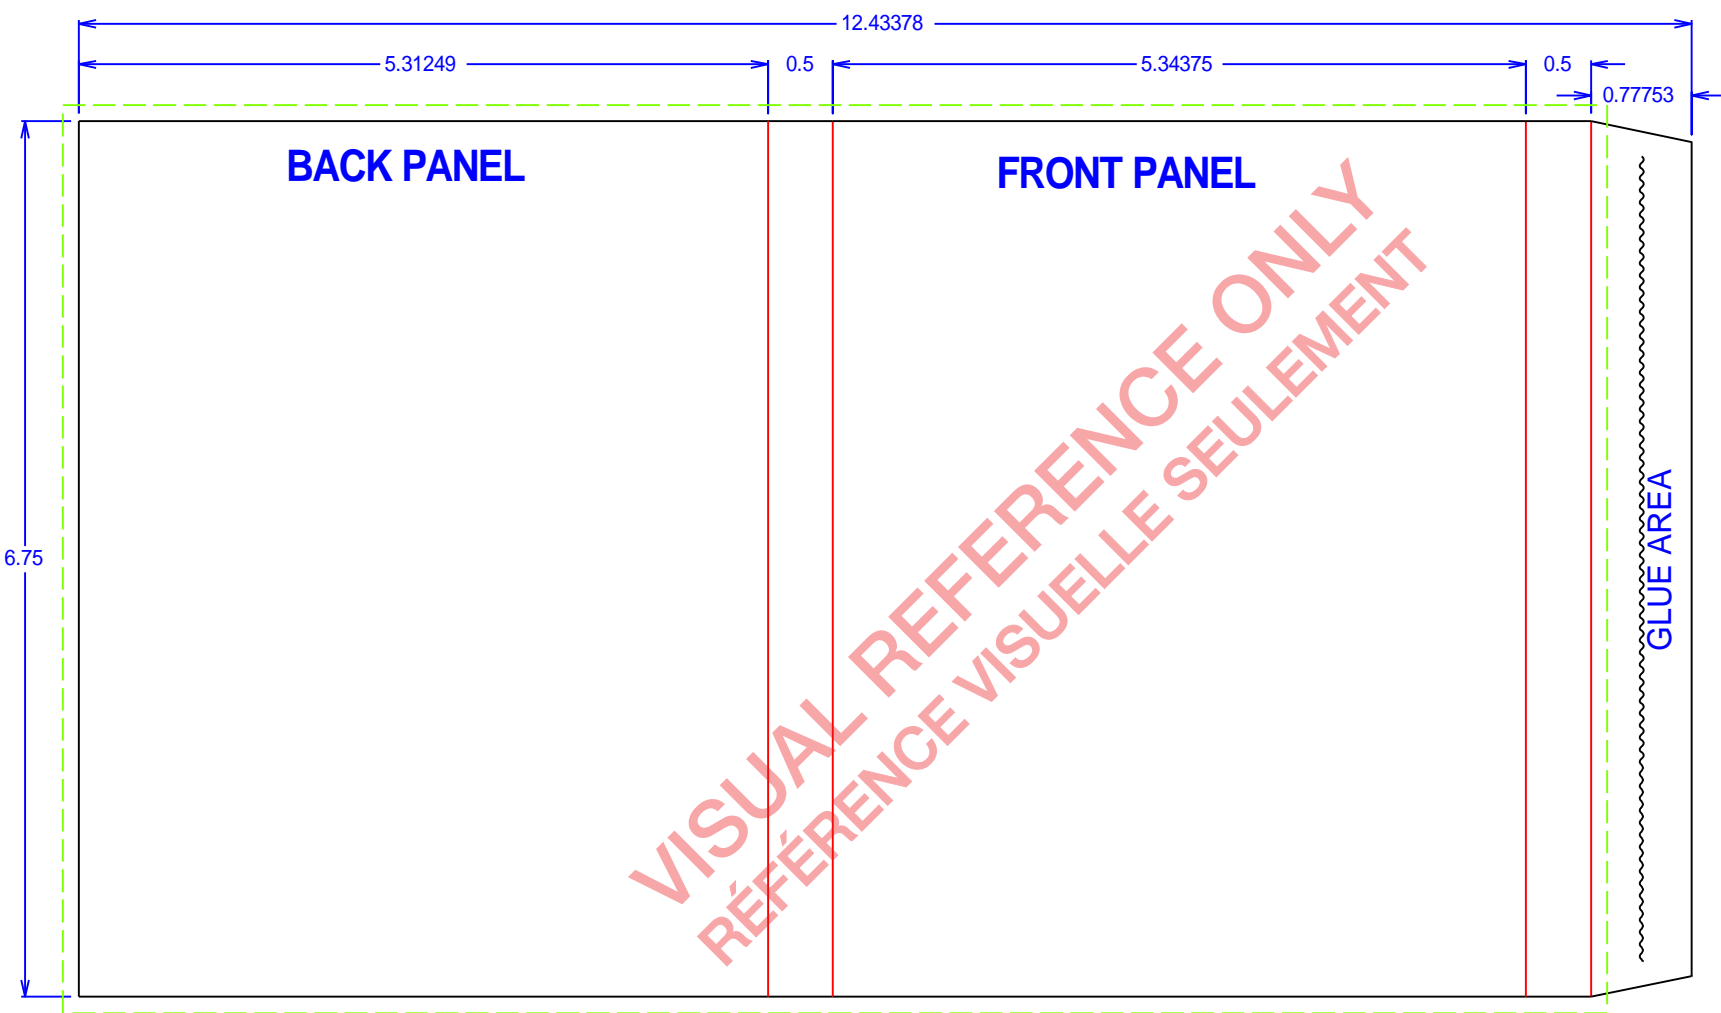 12.43378
5.31249
0.5
5.34375
0.5
0.77753
BACK PANEL
FRONT PANEL
6.75
VISUAL REFERENCE ONLY
RÉFÉRENCE VISUELLE SEULEMENT
GLUE AREA